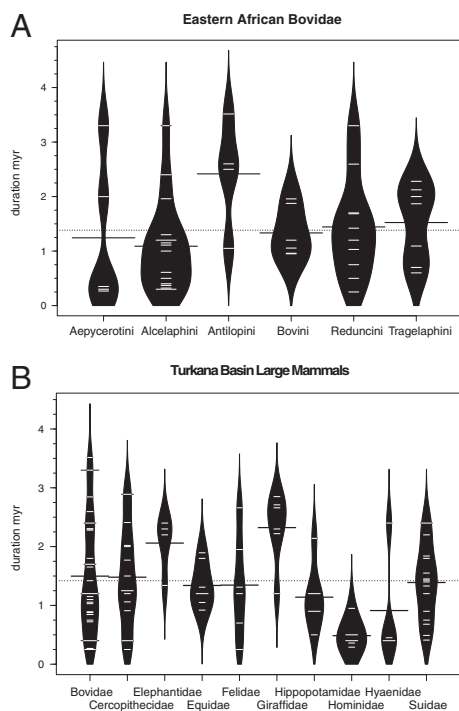 A
Eastern African Bovidae
duration myr
4
3
2
1
0
Aepycerotini Alcelaphini Antilopini Bovini Reduncini Tragelaphini
B
Turkana Basin Large Mammals
duration myr
4
3
2
1
0
Bovidae Elephantidae Felidae Hippopotamidae Hyaenidae
Cercopithecidae Equidae Giraffidae Hominidae Suidae